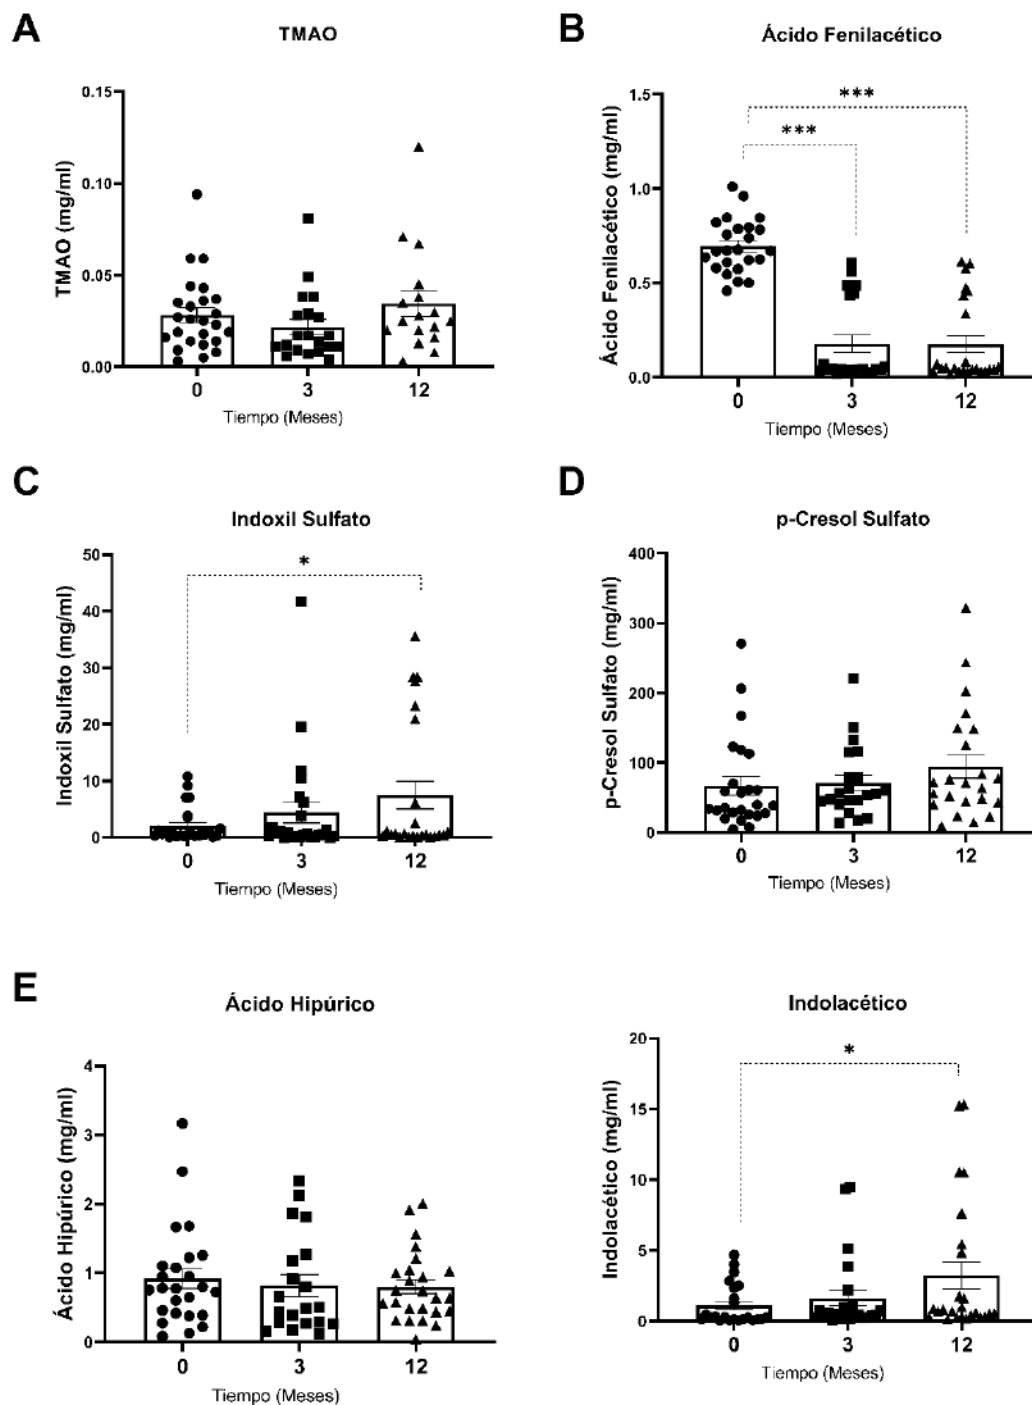 A
TMAO
TMAO (mg/ml)
0.15
0.10
0.05
0.00
0
3
12
Tiempo (Meses)
B
Ácido Fenilacético
Ácido Fenilacético (mg/ml)
1.5
1.0
0.5
0.0
***
***
0
3
12
Tiempo (Meses)
C
Indoxil Sulfato
Indoxil Sulfato (mg/ml)
50
40
30
20
10
0
*
0
3
12
Tiempo (Meses)
D
p-Cresol Sulfato
p-Cresol Sulfato (mg/ml)
400
300
200
100
0
0
3
12
Tiempo (Meses)
E
Ácido Hipúrico
Ácido Hipúrico (mg/ml)
4
3
2
1
0
0
3
12
Tiempo (Meses)
Indolacético
Indolacético (mg/ml)
20
15
10
5
0
*
0
3
12
Tiempo (Meses)